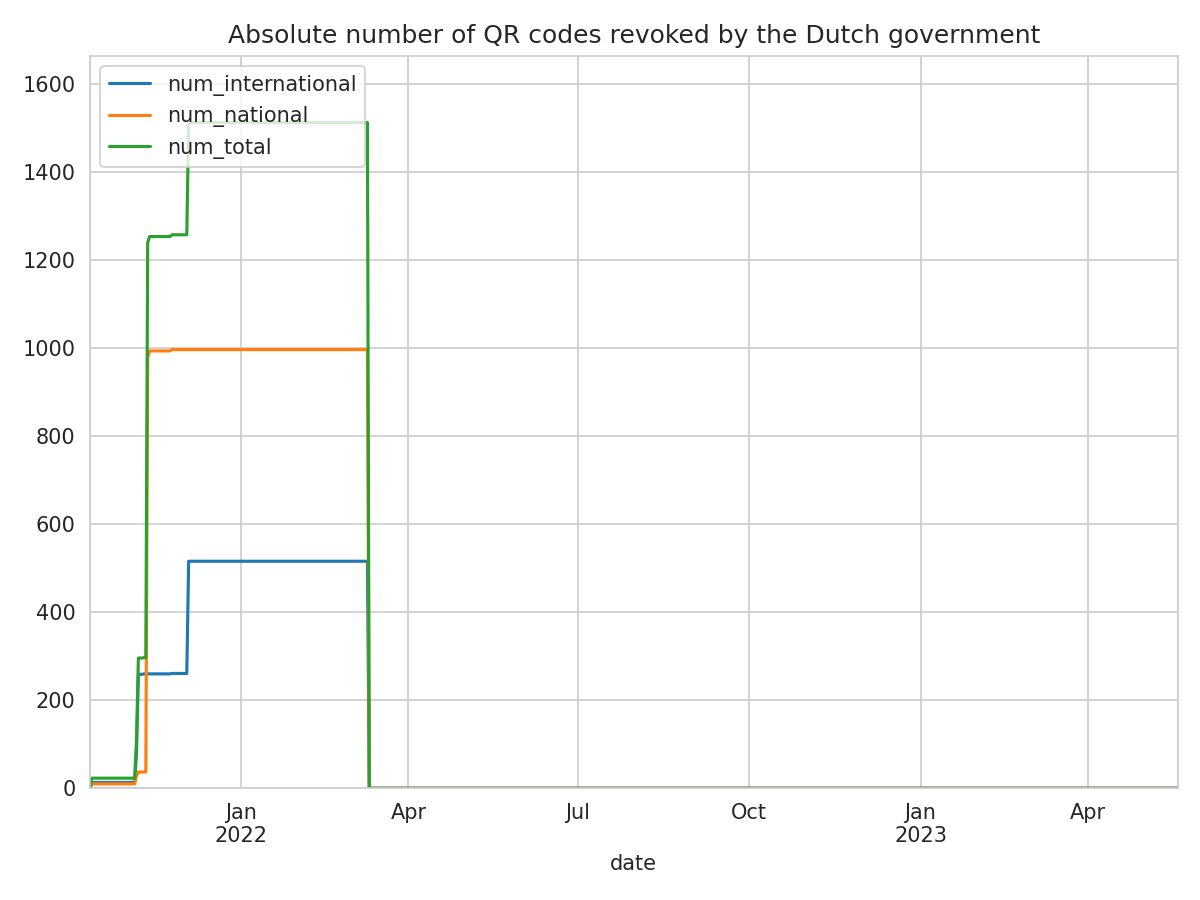 Absolute number of QR codes revoked by the Dutch government
num_international
num_national
num_total
1600
1400
1200
1000
800
600
400
200
0
Jan Apr Jul Oct Jan Apr
2022 2023
date